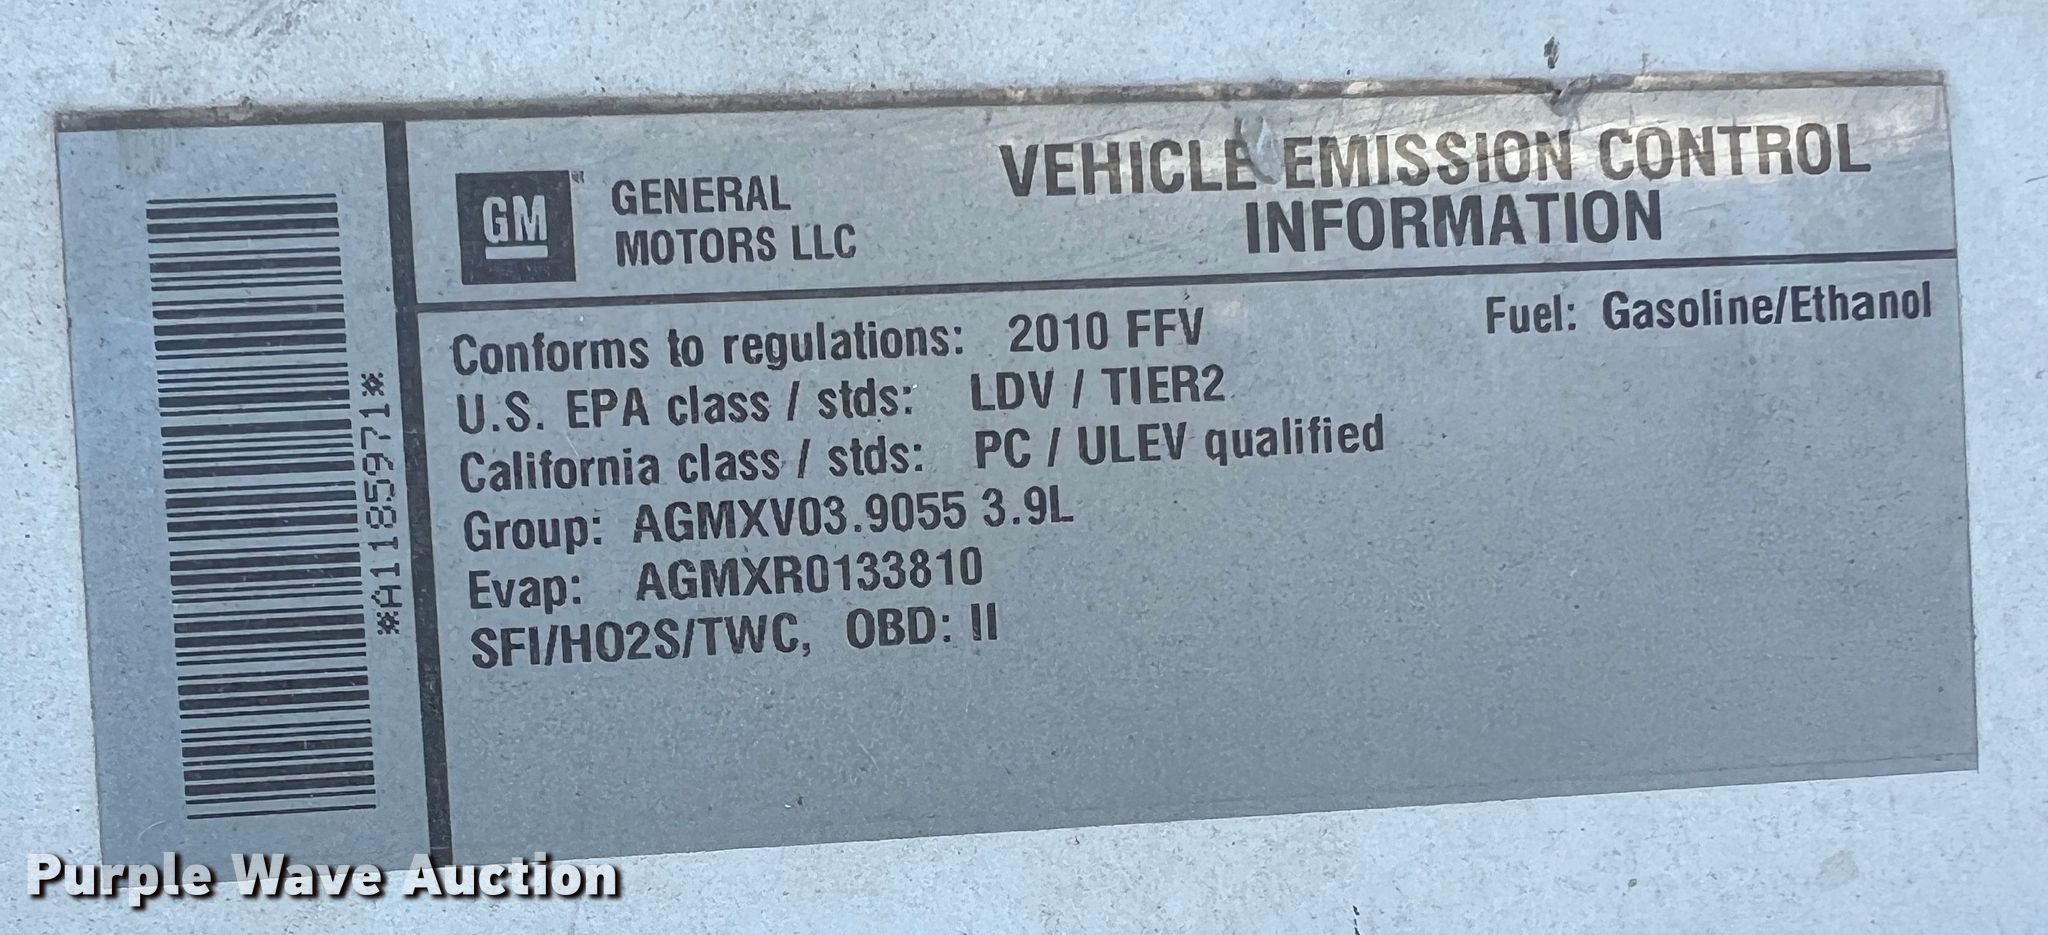 GM
GENERAL
MOTORS LLC
VEHICLE EMISSION CONTROL
INFORMATION
Conforms to regulations: 2010 FFV
Fuel: Gasoline/Ethanol
U.S. EPA class / stds: LDV / TIER2
California class / stds: PC / ULEV qualified
Group: AGMXV03.9055 3.9L
Evap: AGMXR0133810
SFI/HO2S/TWC, OBD: II
*A11859971*
Purple Wave Auction